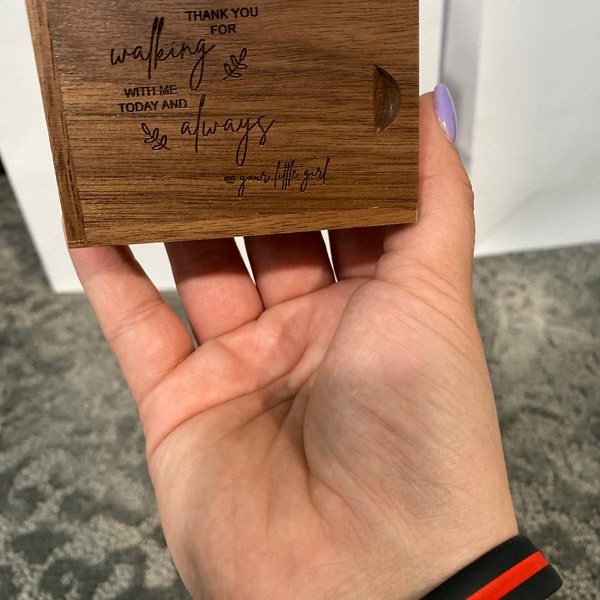 THANK YOU
FOR
walking
WITH ME
TODAY AND
always
your little girl